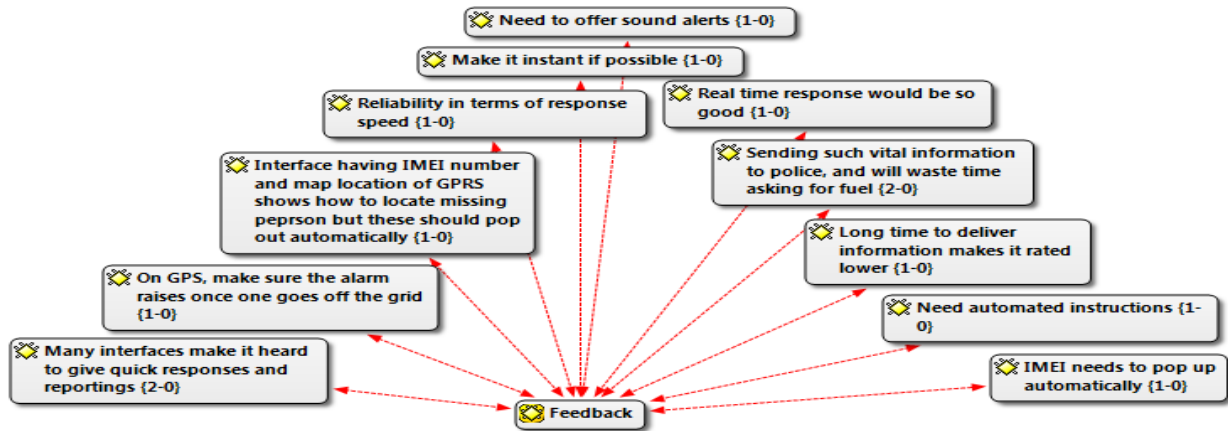 Need to offer sound alerts {1-0}
Make it instant if possible {1-0}
Reliability in terms of response
speed {1-0}
Real time response would be so
good {1-0}
Interface having IMEI number
and map location of GPRS
shows how to locate missing
peprson but these should pop
out automatically {1-0}
Sending such vital information
to police, and will waste time
asking for fuel {2-0}
Long time to deliver
information makes it rated
lower {1-0}
On GPS, make sure the alarm
raises once one goes off the grid
{1-0}
Need automated instructions {1-
0}
Many interfaces make it heard
to give quick responses and
reportings {2-0}
IMEI needs to pop up
automatically {1-0}
Feedback